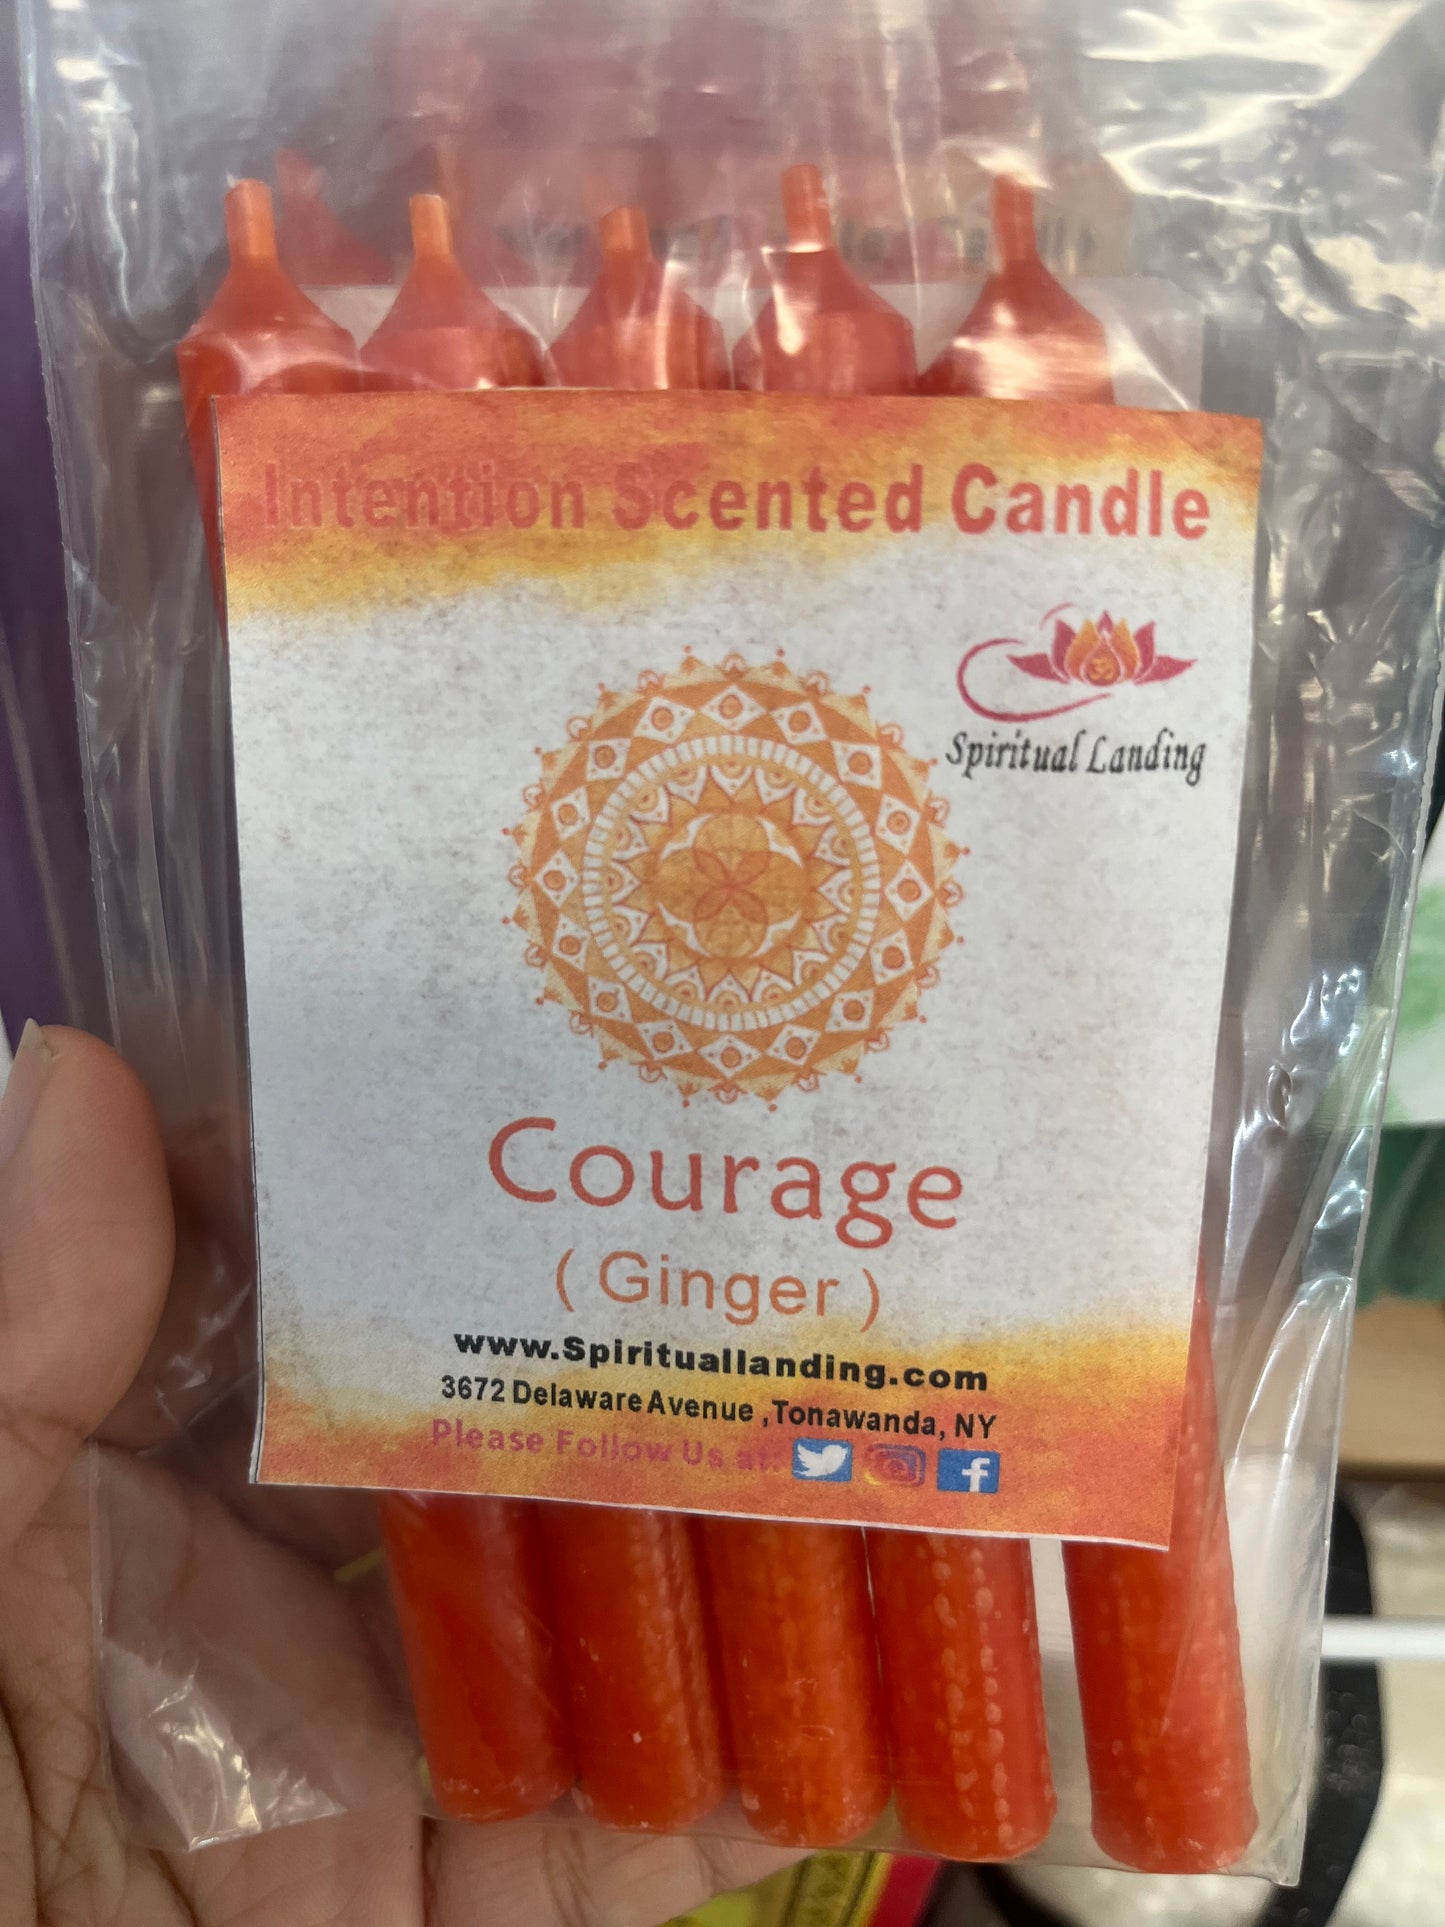 Intention Scented Candle
Spiritual Landing
Courage
( Ginger )
www.Spirituallanding.com
3672 Delaware Avenue ,Tonawanda, NY
Please Follow Us at: